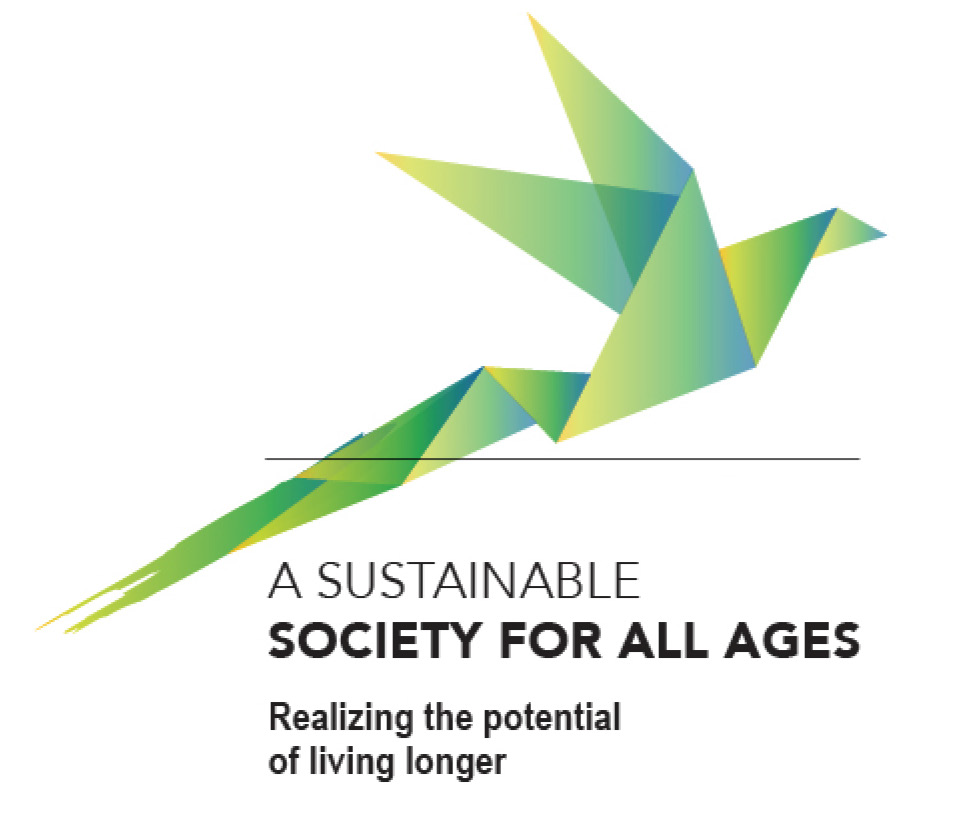 A SUSTAINABLE
SOCIETY FOR ALL AGES
Realizing the potential
of living longer